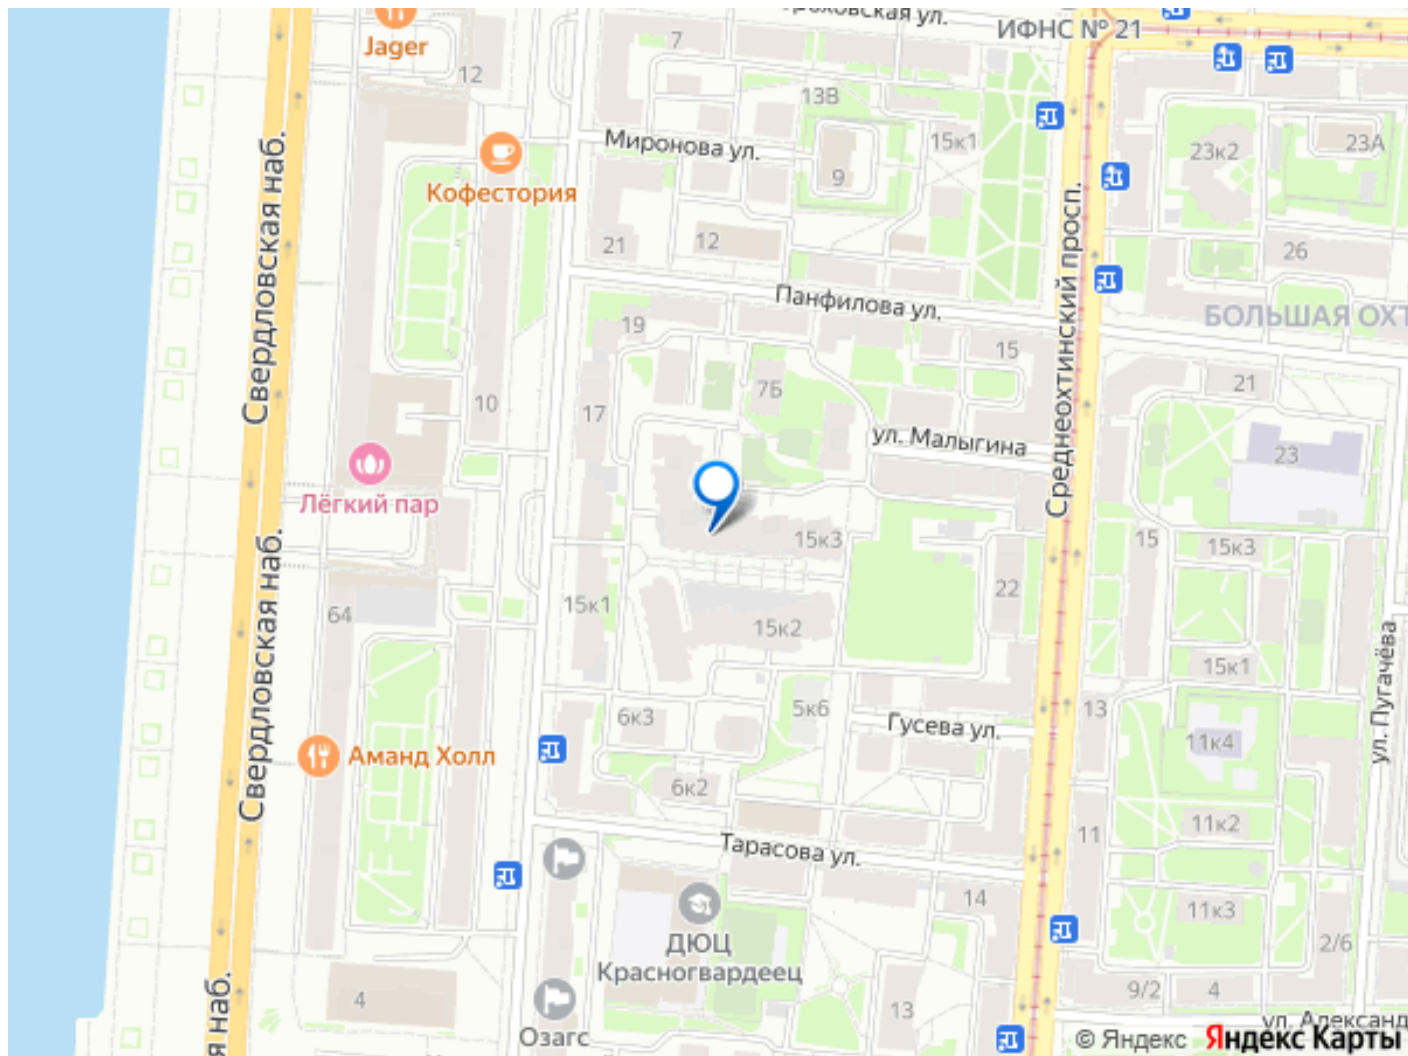 ИФНС № 21
Jager
7
12
13В
Миронова ул.
15к1
23к2
23А
9
Кофестория
Свердловская наб.
21
12
26
Среднеохтинский просп.
Панфилова ул.
БОЛЬШАЯ ОХТ
19
15
7Б
21
10
17
ул. Малыгина
23
Лёгкий пар
15к3
15
15к3
Свердловская наб.
64
15к1
15к2
22
15к1
ул. Пугачёва
6к3
5к6
Гусева ул.
13
11к4
Аманд Холл
6к2
11к2
11
Тарасова ул.
14
11к3
2/6
ДЮЦ
Красногвардеец
4
13
9/2
4
Озагс
ул. Александ
© Яндекс Яндекс Карты